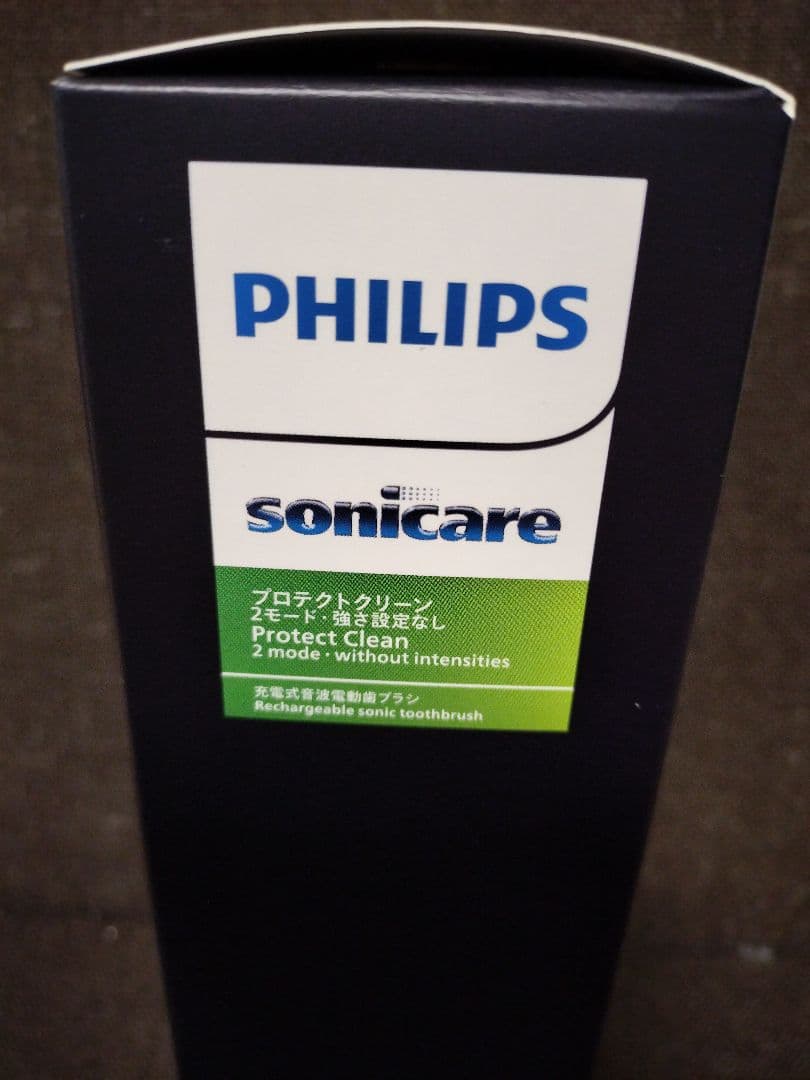 PHILIPS
sonicare
プロテクトクリーン
2モード・強さ設定なし
Protect Clean
2 mode · without intensities
充電式音波電動歯ブラシ
Rechargeable sonic toothbrush